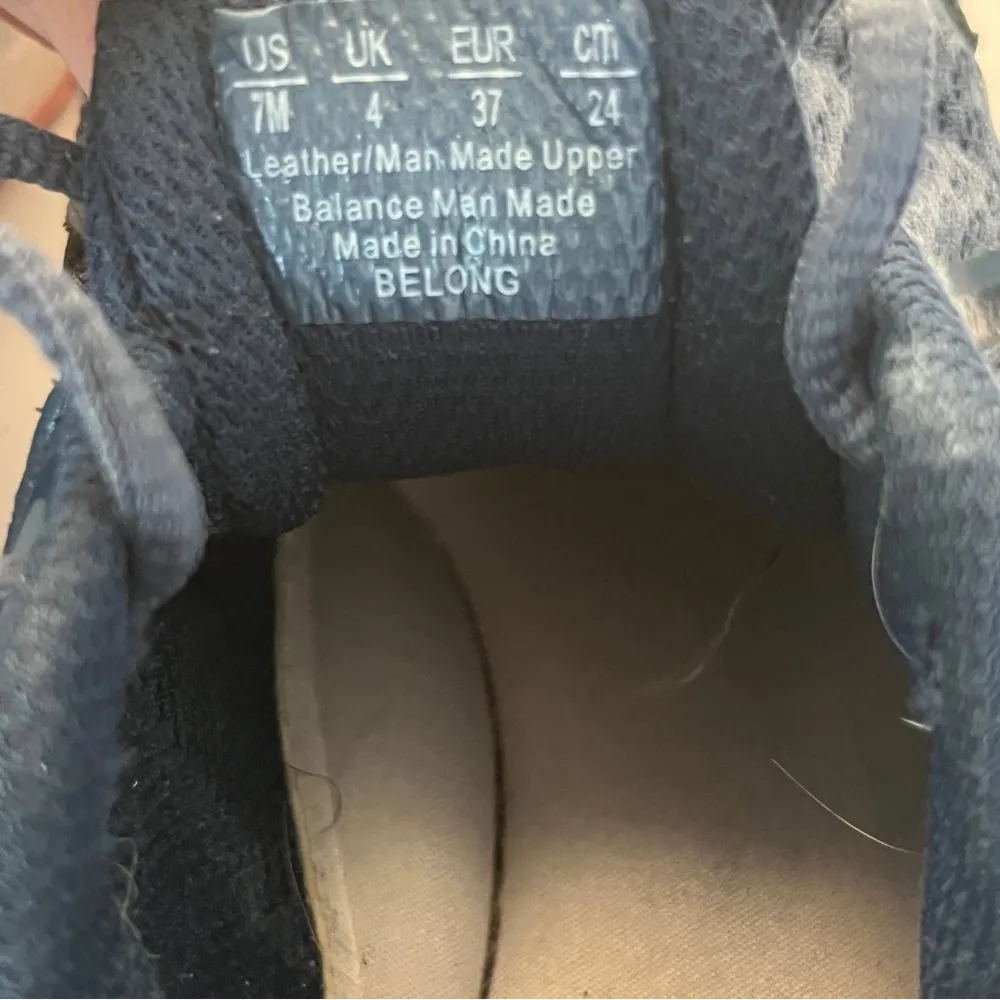 US UK EUR CM
7M 4 37 24
Leather/Man Made Upper
Balance Man Made
Made in China
BELONG